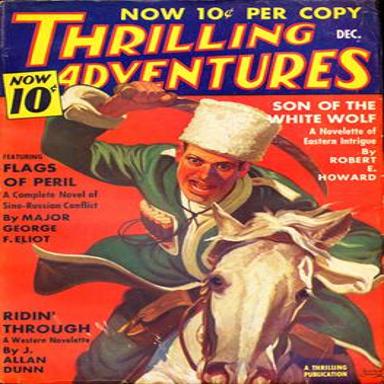 NOW 10¢ PER COPY
DEC.
THRILLING
ADVENTURES
NOW
10¢
SON OF THE
WHITE WOLF
A Novelette of
Eastern Intrigue
By
ROBERT
E.
HOWARD
FEATURING
FLAGS
OF PERIL
A Complete Novel of
Sino-Russian Conflict
By MAJOR
GEORGE
F. ELIOT
RIDIN'
THROUGH
A Western Novelette
By J.
ALLAN
DUNN
A THRILLING
PUBLICATION